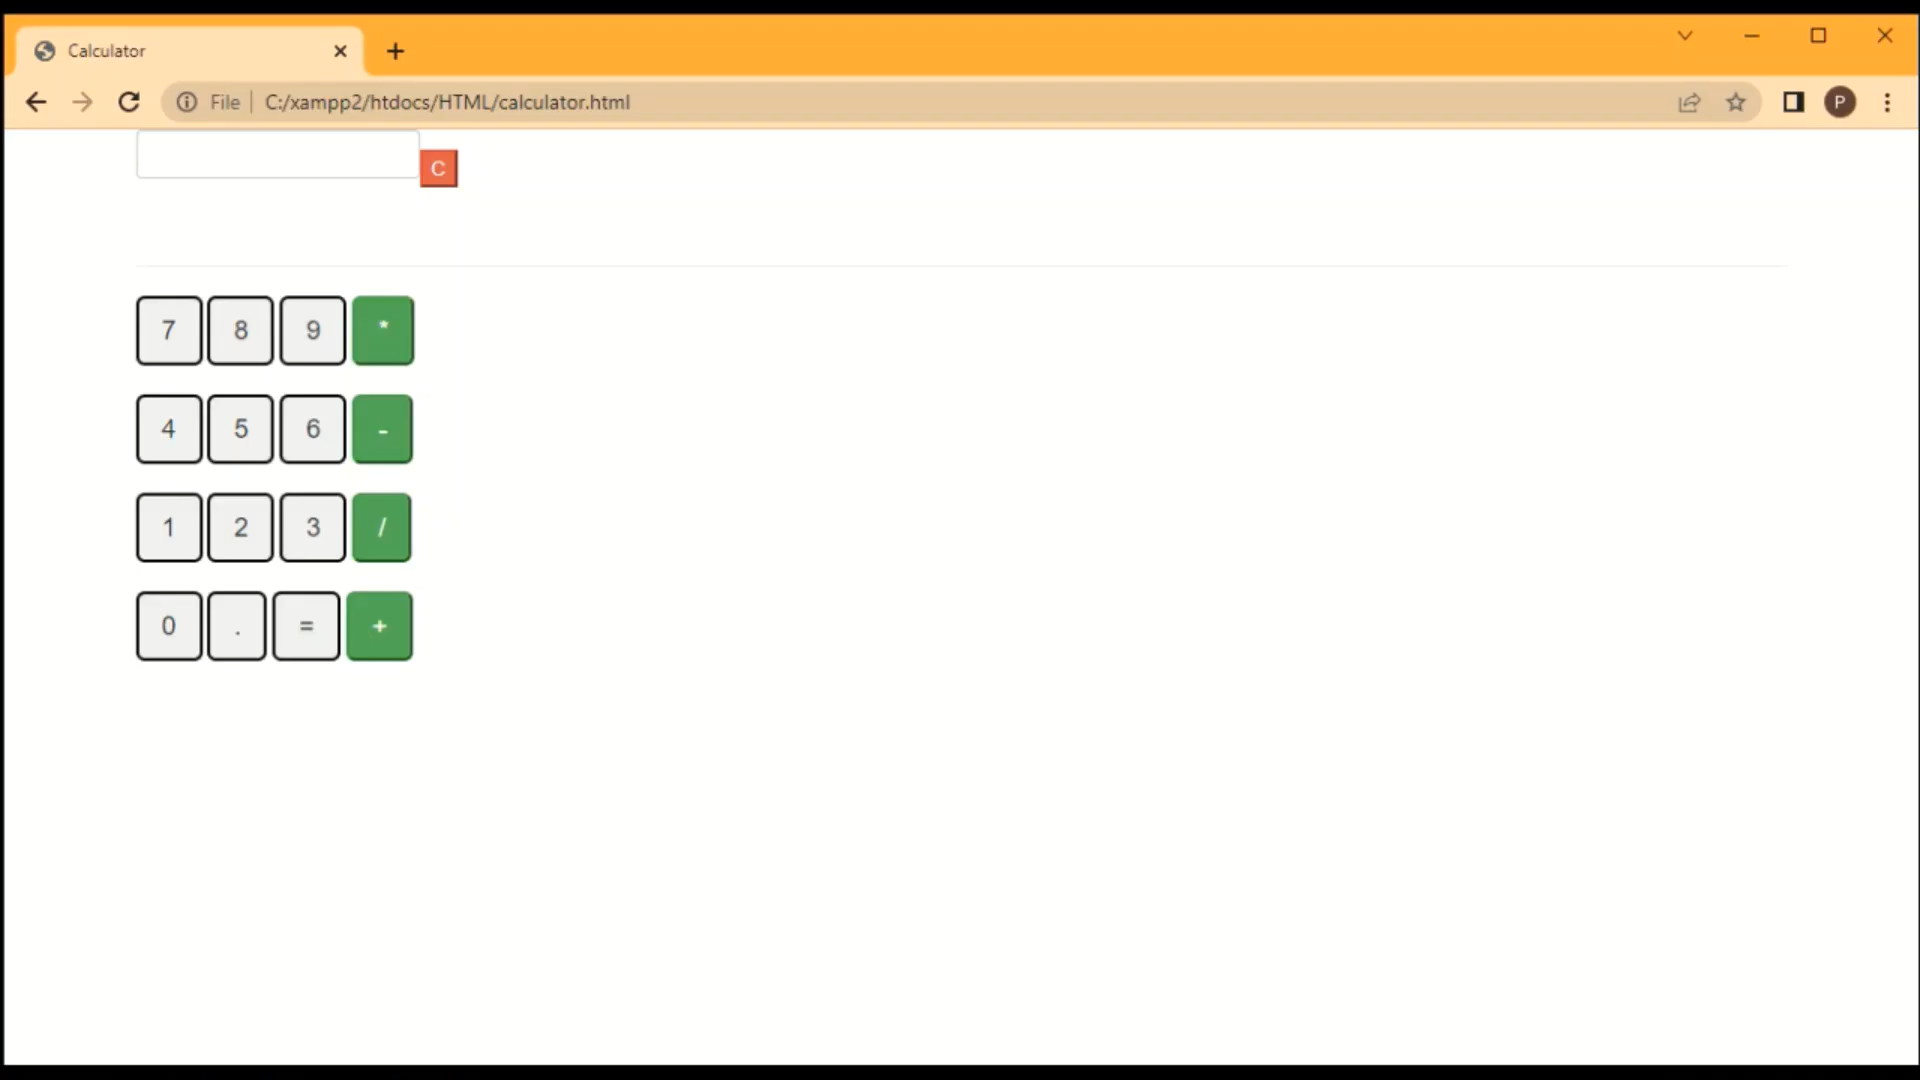 Calculator
File C:/xampp2/htdocs/HTML/calculator.html P
C
7 8 9 *
4 5 6 -
1 2 3 /
0 . = +